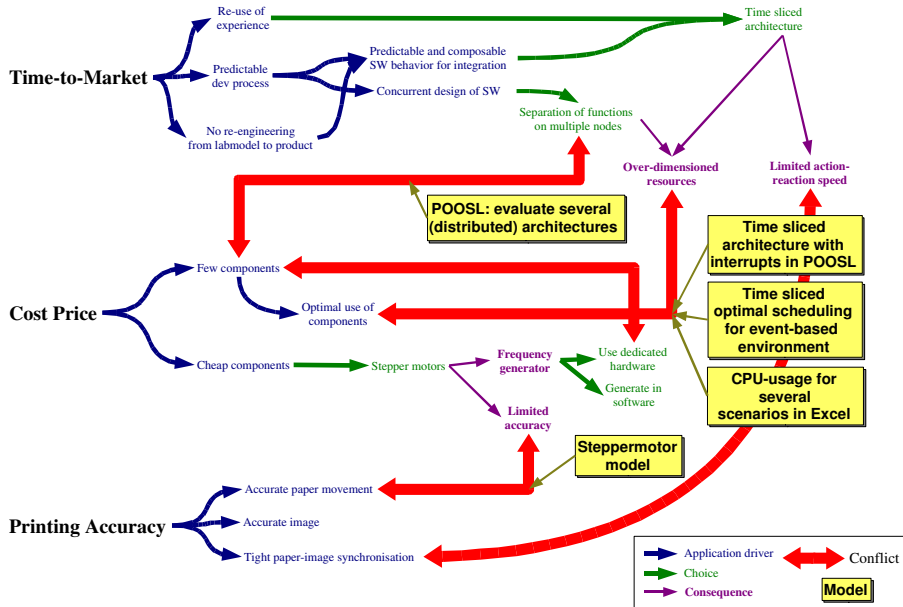 Re-use of
experience
Time sliced
architecture
Time-to-Market
Predictable
dev process
Predictable and composable
SW behavior for integration
Concurrent design of SW
No re-engineering
from labmodel to product
Separation of functions
on multiple nodes
Over-dimensioned
resources
Limited action-
reaction speed
POOSL: evaluate several
(distributed) architectures
Time sliced
architecture with
interrupts in POOSL
Few components
Cost Price
Optimal use of
components
Time sliced
optimal scheduling
for event-based
environment
Cheap components
Stepper motors
Frequency
generator
Use dedicated
hardware
Generate in
software
CPU-usage for
several
scenarios in Excel
Limited
accuracy
Steppermotor
model
Accurate paper movement
Printing Accuracy
Accurate image
Tight paper-image synchronisation
Application driver
Conflict
Choice
Consequence
Model